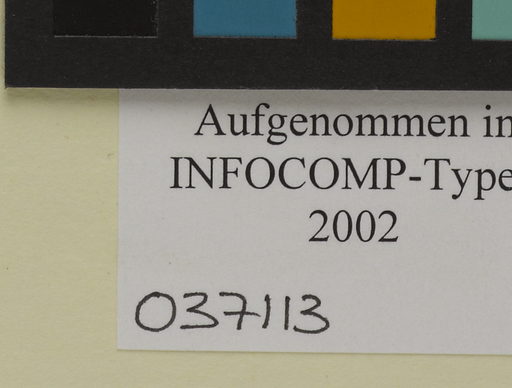 Aufgenommen in
INFOCOMP-Type
2002
037113